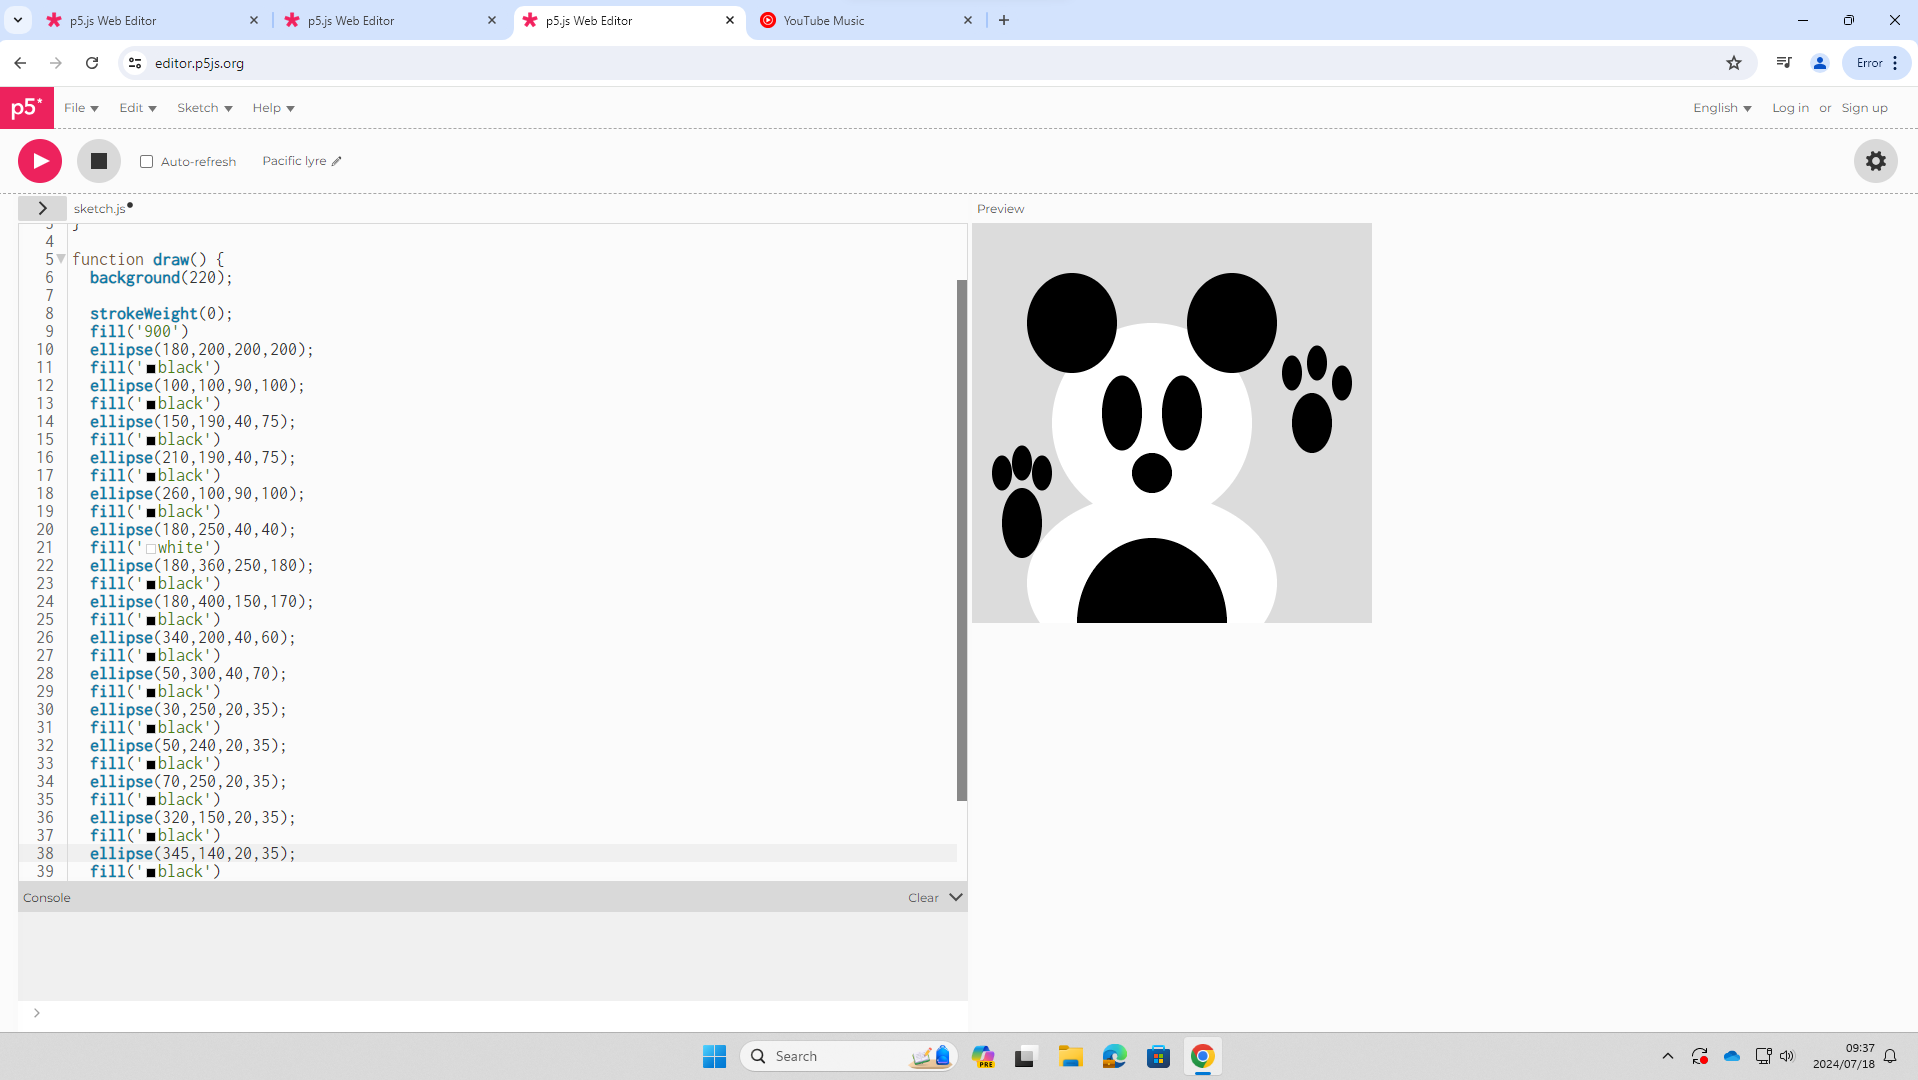 p5.js Web Editor
p5.js Web Editor
p5.js Web Editor
YouTube Music
editor.p5js.org
Error
p5*
File
Edit
Sketch
Help
English
Log in or Sign up
Auto-refresh
Pacific lyre
sketch.js
Preview
3 }
4
5 function draw() {
6 background(220);
7
8 strokeWeight(0);
9 fill('900')
10 ellipse(180,200,200,200);
11 fill('black')
12 ellipse(100,100,90,100);
13 fill('black')
14 ellipse(150,190,40,75);
15 fill('black')
16 ellipse(210,190,40,75);
17 fill('black')
18 ellipse(260,100,90,100);
19 fill('black')
20 ellipse(180,250,40,40);
21 fill('white')
22 ellipse(180,360,250,180);
23 fill('black')
24 ellipse(180,400,150,170);
25 fill('black')
26 ellipse(340,200,40,60);
27 fill('black')
28 ellipse(50,300,40,70);
29 fill('black')
30 ellipse(30,250,20,35);
31 fill('black')
32 ellipse(50,240,20,35);
33 fill('black')
34 ellipse(70,250,20,35);
35 fill('black')
36 ellipse(320,150,20,35);
37 fill('black')
38 ellipse(345,140,20,35);
39 fill('black')
Console
Clear
>
Search
PRE
09:37
2024/07/18